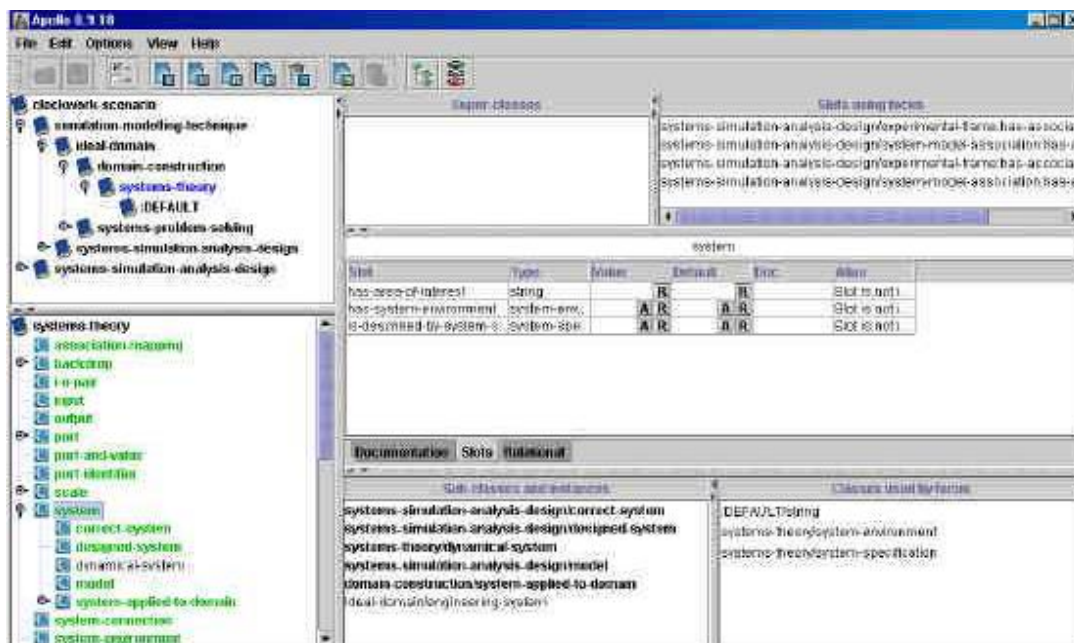 Apollo 0.9.18
File Edit Options View Help
clockwork-scenario
simulation-modelling-technique
ideal-domain
domain-construction
systems-theory
:DEFAULT
systems-problem-solving
systems-simulation-analysis-design
systems-simulation-analysis-design
systems-theory
association-mapping
backdrop
i-o-pair
input
output
port
port-and-value
port-identifier
scale
system
correct-system
designed-system
dynamical-system
model
system-applied-to-domain
system-connection
system-environment
Super classes
Slots using focus
systems-simulation-analysis-design/experimental-frame:has-associa
systems-simulation-analysis-design/system-model-association:has-a
systems-simulation-analysis-design/experimental-frame:has-associa
systems-simulation-analysis-design/system-model-association:has-a
system
Slot Type Value Default Doc Alias
has-area-of-interest string R R Slot is not i
has-system-environment system-env. A R A R Slot is not i
is-described-by-system-s system-spe A R A R Slot is not i
Documentation Slots Relational
Sub classes and instances
systems-simulation-analysis-design/correct-system
systems-simulation-analysis-design/designed-system
systems-theory/dynamical-system
systems-simulation-analysis-design/model
domain-construction/system-applied-to-domain
ideal-domain/engineering-system
Classes used by focus
:DEFAULT/string
systems-theory/system-environment
systems-theory/system-specification